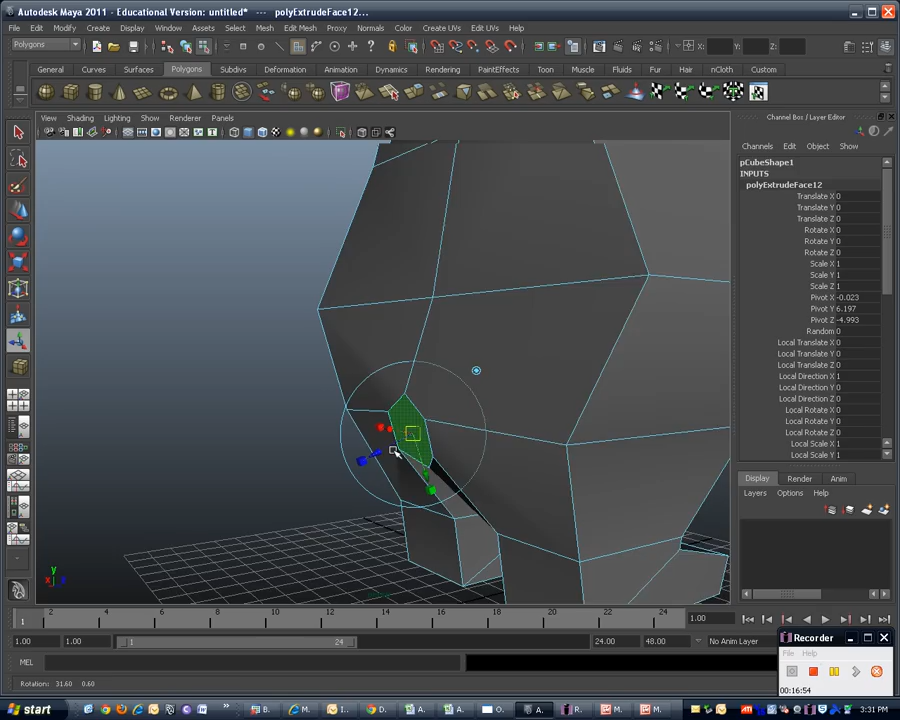 Autodesk Maya 2011 - Educational Version: untitled* --- polyExtrudeFace12...
File Edit Modify Create Display Window Assets Select Mesh Edit Mesh Proxy Normals Color Create UVs Edit UVs Help
Polygons X: Y: Z:
General Curves Surfaces Polygons Subdivs Deformation Animation Dynamics Rendering PaintEffects Toon Muscle Fluids Fur Hair nCloth Custom
View Shading Lighting Show Renderer Panels
Channel Box / Layer Editor
Channels Edit Object Show
pCubeShape1
INPUTS
polyExtrudeFace12
Translate X 0
Translate Y 0
Translate Z 0
Rotate X 0
Rotate Y 0
Rotate Z 0
Scale X 1
Scale Y 1
Scale Z 1
Pivot X -0.023
Pivot Y 6.197
Pivot Z -4.993
Random 0
Local Translate X 0
Local Translate Y 0
Local Translate Z 0
Local Direction X 1
Local Direction Y 0
Local Direction Z 0
Local Rotate X 0
Local Rotate Y 0
Local Rotate Z 0
Local Scale X 1
Local Scale Y 1
Display Render Anim
Layers Options Help
y
x z
2 4 6 8 10 12 14 16 18 20 22 24
1 1.00
1.00 1.00 1 24 24.00 48.00 No Anim Layer
MEL
Rotation: 31.60 0.60
Recorder
File Help
00:16:54
start 3:31 PM